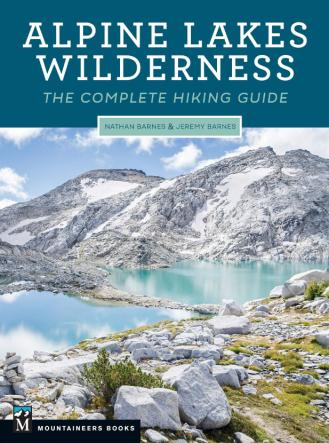 ALPINE LAKES
WILDERNESS
THE COMPLETE HIKING GUIDE
NATHAN BARNES & JEREMY BARNES
MOUNTAINEERS BOOKS